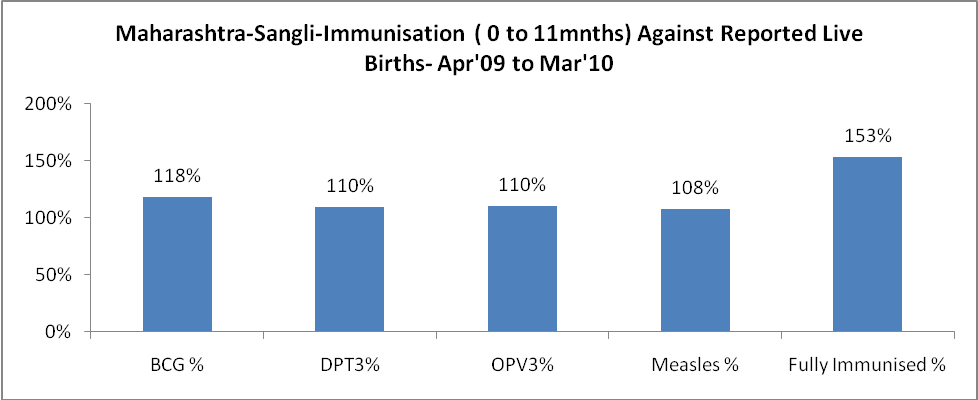 Maharashtra-Sangli-Immunisation ( 0 to 11mnths) Against Reported Live
Births- Apr'09 to Mar'10
200%
150%
100%
50%
0%
118%
110%
110%
108%
153%
BCG %
DPT3%
OPV3%
Measles %
Fully Immunised %